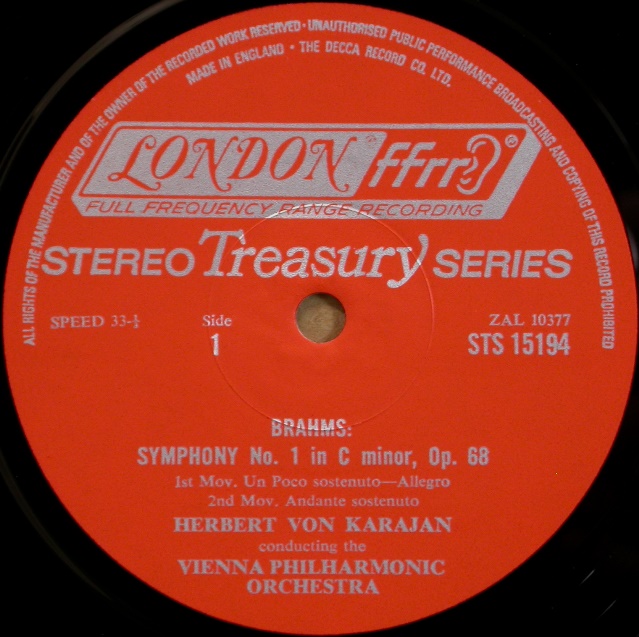 ALL RIGHTS OF THE MANUFACTURER AND OF THE OWNER OF THE RECORDED WORK RESERVED · UNAUTHORISED PUBLIC PERFORMANCE BROADCASTING AND COPYING OF THIS RECORD PROHIBITED
MADE IN ENGLAND · THE DECCA RECORD CO. LTD.
LONDON ffrr ®
FULL FREQUENCY RANGE RECORDING
STEREO Treasury SERIES
SPEED 33-⅓ Side ZAL 10377
1 STS 15194
BRAHMS:
SYMPHONY No. 1 in C minor, Op. 68
1st Mov. Un Poco sostenuto—Allegro
2nd Mov. Andante sostenuto
HERBERT VON KARAJAN
conducting the
VIENNA PHILHARMONIC
ORCHESTRA